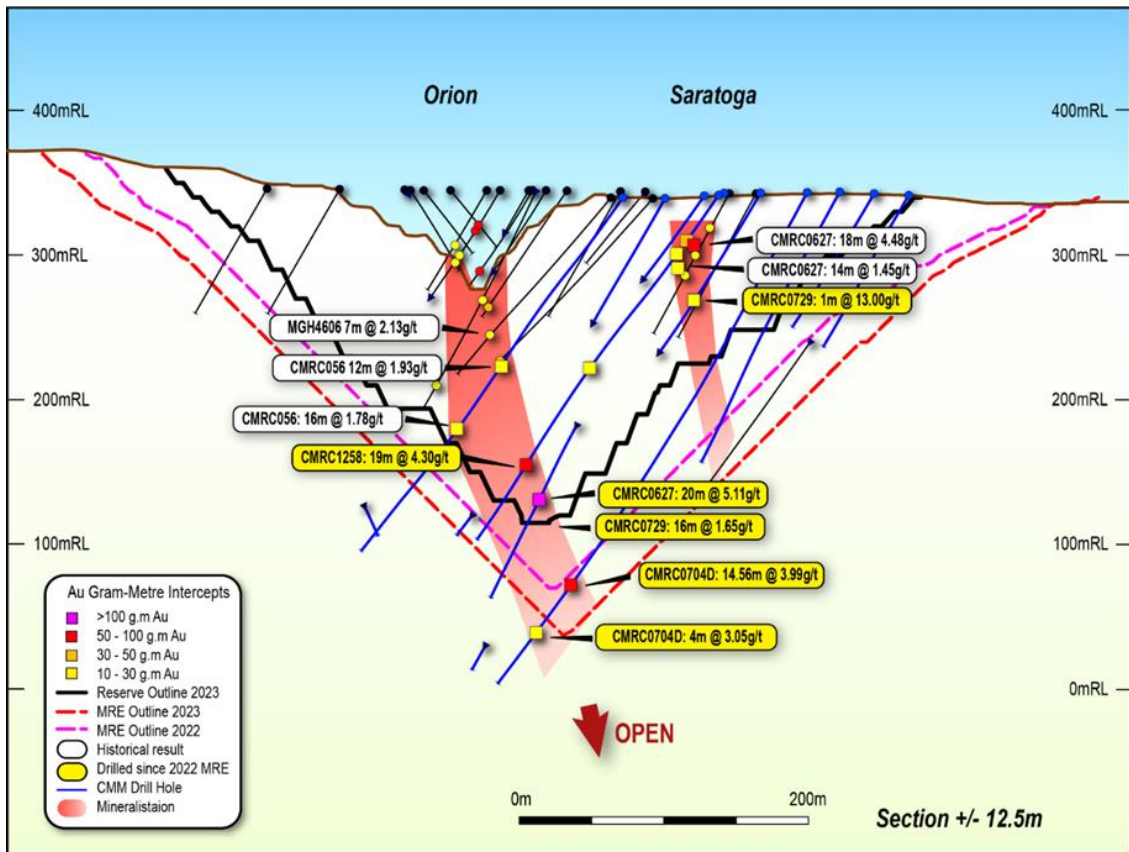 Orion
Saratoga
400mRL
400mRL
300mRL
300mRL
200mRL
200mRL
100mRL
100mRL
0mRL
CMRC0627: 18m @ 4.48g/t
CMRC0627: 14m @ 1.45g/t
CMRC0729: 1m @ 13.00g/t
MGH4606 7m @ 2.13g/t
CMRC056 12m @ 1.93g/t
CMRC056: 16m @ 1.78g/t
CMRC1258: 19m @ 4.30g/t
CMRC0627: 20m @ 5.11g/t
CMRC0729: 16m @ 1.65g/t
CMRC0704D: 14.56m @ 3.99g/t
CMRC0704D: 4m @ 3.05g/t
Au Gram-Metre Intercepts
>100 g.m Au
50 - 100 g.m Au
30 - 50 g.m Au
10 - 30 g.m Au
Reserve Outline 2023
MRE Outline 2023
MRE Outline 2022
Historical result
Drilled since 2022 MRE
CMM Drill Hole
Mineralistaion
OPEN
0m
200m
Section +/- 12.5m